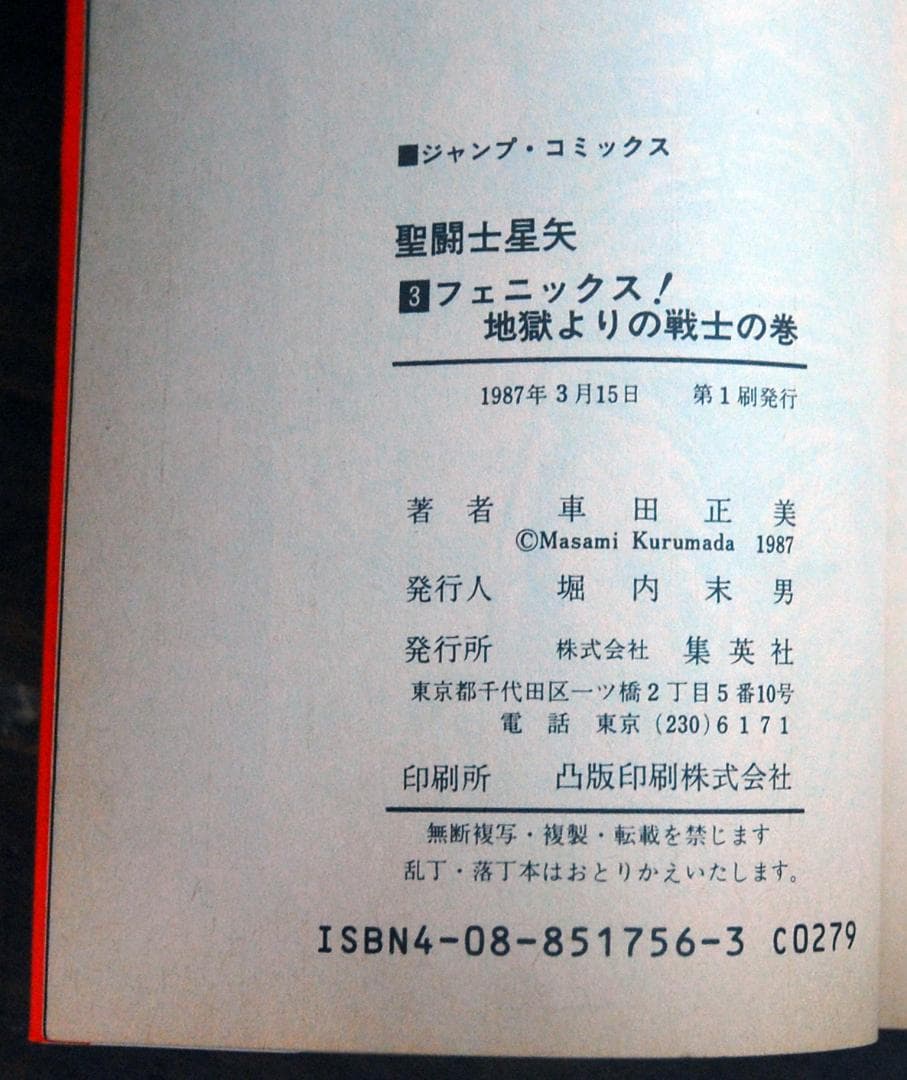 ■ジャンプ・コミックス
聖闘士星矢
3フェニックス!
地獄よりの戦士の巻
1987年3月15日 第1刷発行
著者 車田正美
©Masami Kurumada 1987
発行人 堀内末男
発行所 株式会社 集英社
東京都千代田区一ツ橋2丁目5番10号
電話 東京(230)6171
印刷所 凸版印刷株式会社
無断複写・複製・転載を禁じます
乱丁・落丁本はおとりかえいたします。
ISBN4-08-851756-3 C0279